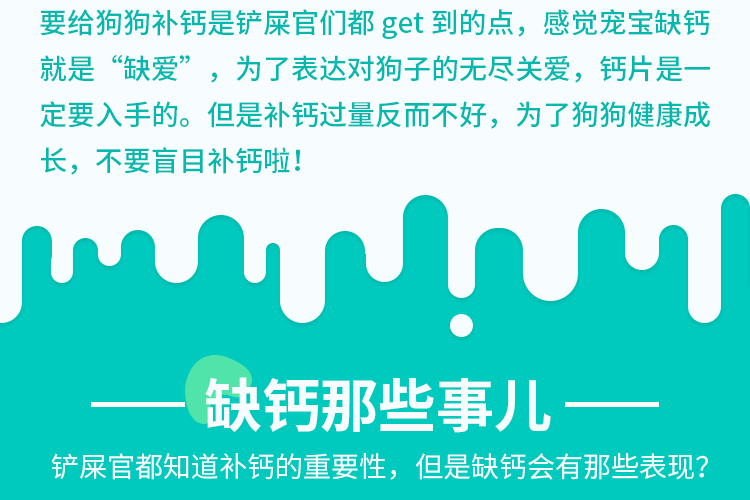 要给狗狗补钙是铲屎官们都 get 到的点，感觉宠宝缺钙
就是“缺爱”，为了表达对狗子的无尽关爱，钙片是一
定要入手的。但是补钙过量反而不好，为了狗狗健康成
长，不要盲目补钙啦！
缺钙那些事儿
铲屎官都知道补钙的重要性，但是缺钙会有那些表现？